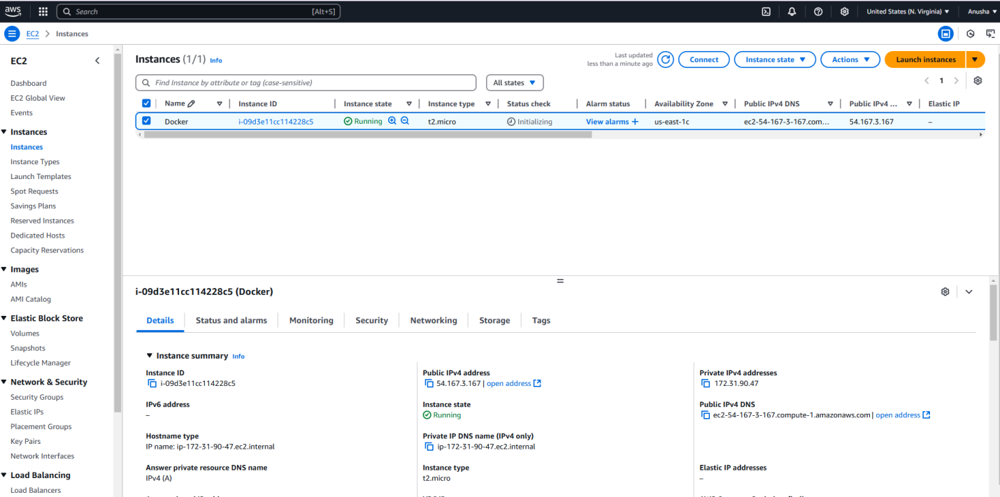 aws Search [Alt+S] United States (N. Virginia) Anusha
EC2 Instances
EC2
Dashboard
EC2 Global View
Events
Instances
Instances
Instance Types
Launch Templates
Spot Requests
Savings Plans
Reserved Instances
Dedicated Hosts
Capacity Reservations
Images
AMIs
AMI Catalog
Elastic Block Store
Volumes
Snapshots
Lifecycle Manager
Network & Security
Security Groups
Elastic IPs
Placement Groups
Key Pairs
Network Interfaces
Load Balancing
Load Balancers
Instances (1/1) Info
Last updated
less than a minute ago
Connect Instance state Actions Launch instances
Find Instance by attribute or tag (case-sensitive) All states 1
Name Instance ID Instance state Instance type Status check Alarm status Availability Zone Public IPv4 DNS Public IPv4 ... Elastic IP
Docker i-09d3e11cc114228c5 Running t2.micro Initializing View alarms + us-east-1c ec2-54-167-3-167.com... 54.167.3.167 –
i-09d3e11cc114228c5 (Docker)
Details Status and alarms Monitoring Security Networking Storage Tags
Instance summary Info
Instance ID
i-09d3e11cc114228c5
IPv6 address
–
Hostname type
IP name: ip-172-31-90-47.ec2.internal
Answer private resource DNS name
IPv4 (A)
Public IPv4 address
54.167.3.167 | open address
Instance state
Running
Private IP DNS name (IPv4 only)
ip-172-31-90-47.ec2.internal
Instance type
t2.micro
Private IPv4 addresses
172.31.90.47
Public IPv4 DNS
ec2-54-167-3-167.compute-1.amazonaws.com | open address
Elastic IP addresses
–